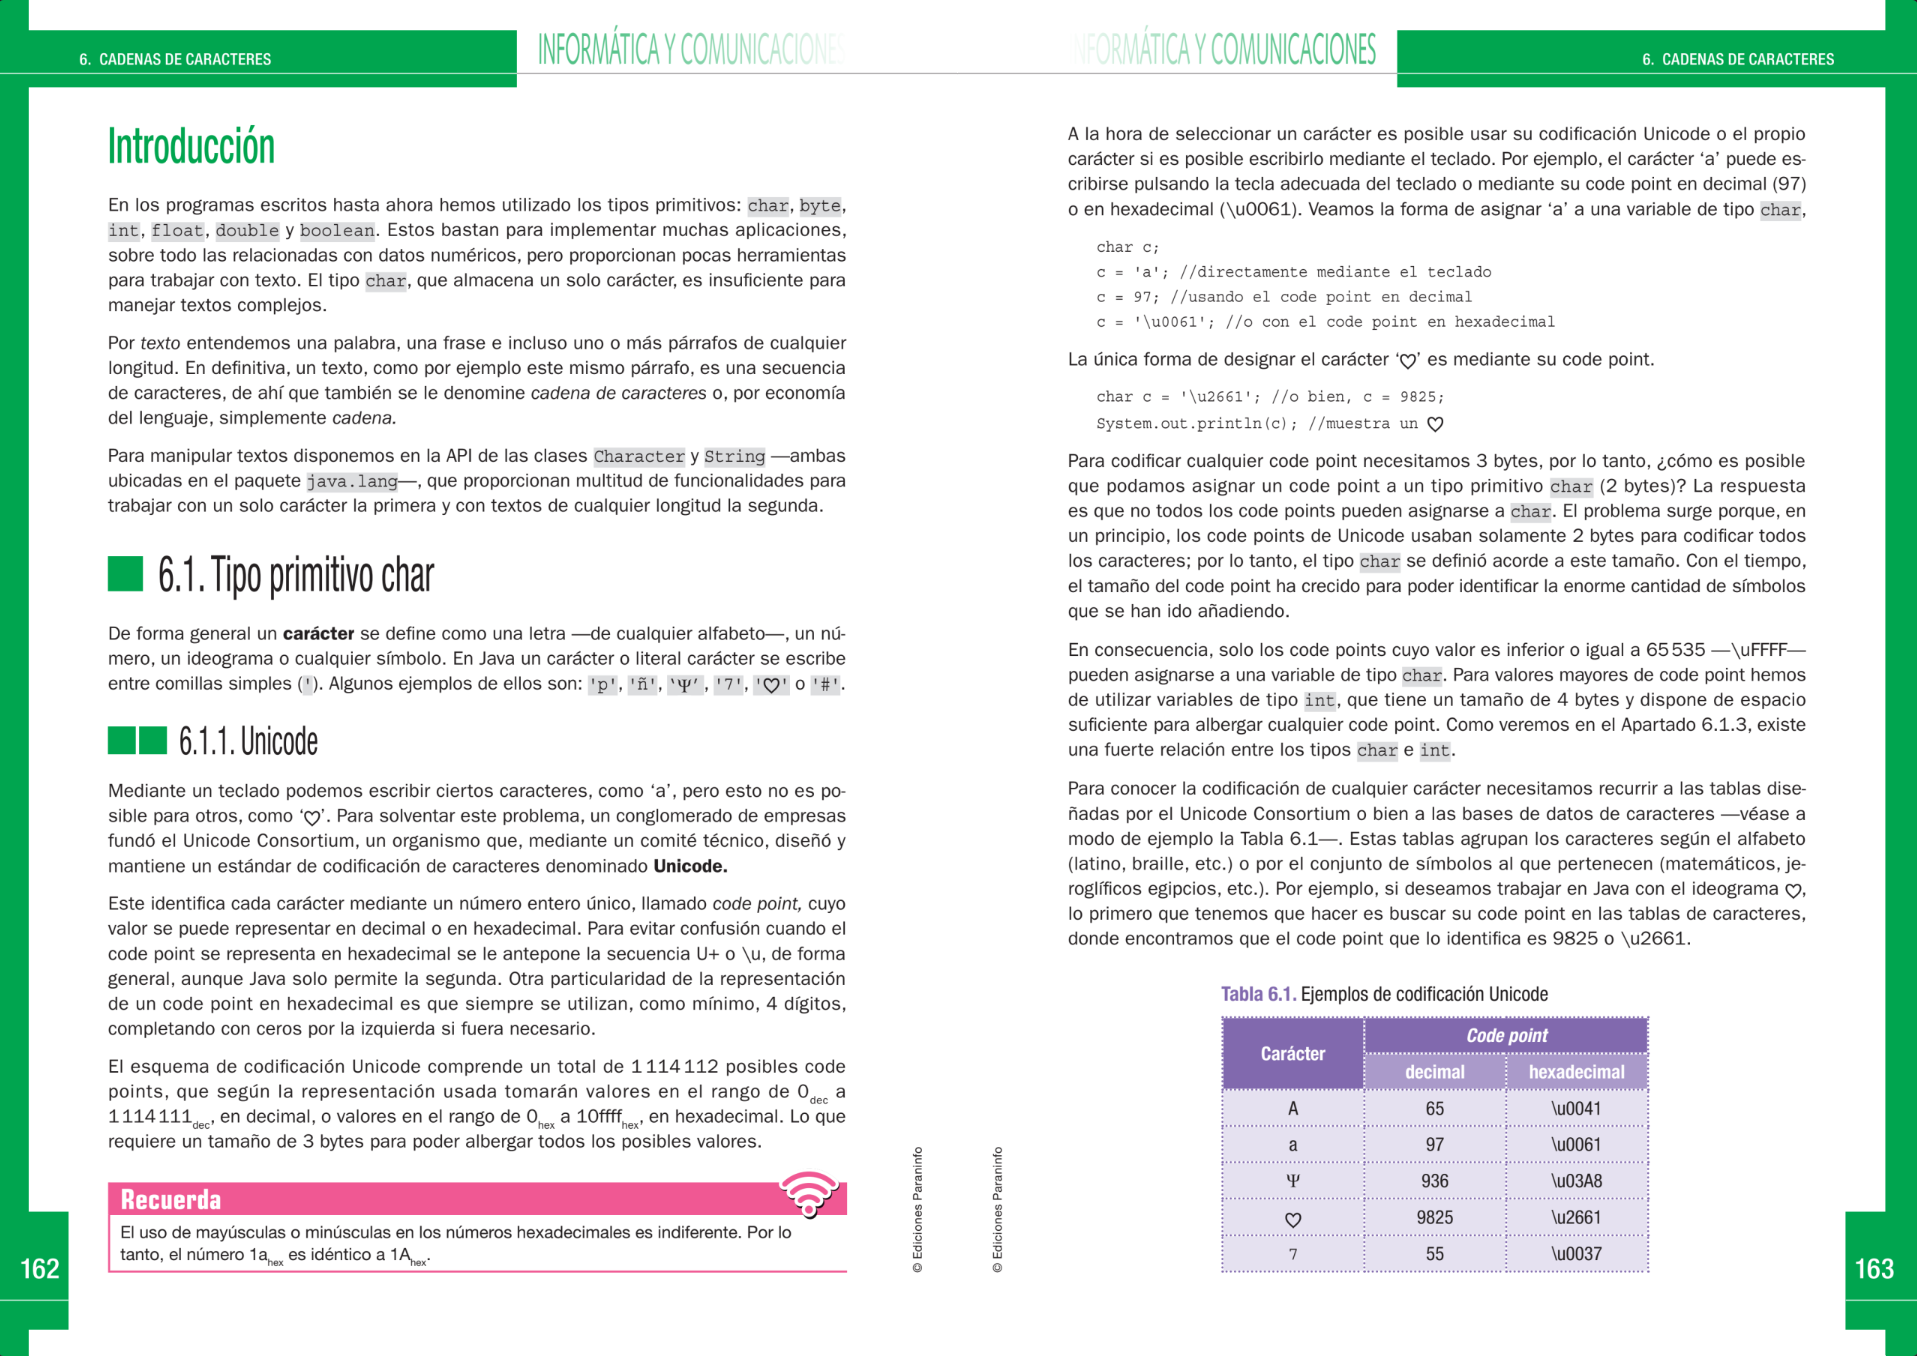 6. CADENAS DE CARACTERES
INFORMÁTICA Y COMUNICACIONES
Introducción
En los programas escritos hasta ahora hemos utilizado los tipos primitivos: char, byte,
int, float, double y boolean. Estos bastan para implementar muchas aplicaciones,
sobre todo las relacionadas con datos numéricos, pero proporcionan pocas herramientas
para trabajar con texto. El tipo char, que almacena un solo carácter, es insuficiente para
manejar textos complejos.
Por texto entendemos una palabra, una frase e incluso uno o más párrafos de cualquier
longitud. En definitiva, un texto, como por ejemplo este mismo párrafo, es una secuencia
de caracteres, de ahí que también se le denomine cadena de caracteres o, por economía
del lenguaje, simplemente cadena.
Para manipular textos disponemos en la API de las clases Character y String —ambas
ubicadas en el paquete java.lang—, que proporcionan multitud de funcionalidades para
trabajar con un solo carácter la primera y con textos de cualquier longitud la segunda.
6.1. Tipo primitivo char
De forma general un carácter se define como una letra —de cualquier alfabeto—, un nú-
mero, un ideograma o cualquier símbolo. En Java un carácter o literal carácter se escribe
entre comillas simples ('). Algunos ejemplos de ellos son: 'p', 'ñ', ‘Ψ’, '7', '♡' o '#'.
6.1.1. Unicode
Mediante un teclado podemos escribir ciertos caracteres, como ‘a’, pero esto no es po-
sible para otros, como ‘♡’. Para solventar este problema, un conglomerado de empresas
fundó el Unicode Consortium, un organismo que, mediante un comité técnico, diseñó y
mantiene un estándar de codificación de caracteres denominado Unicode.
Este identifica cada carácter mediante un número entero único, llamado code point, cuyo
valor se puede representar en decimal o en hexadecimal. Para evitar confusión cuando el
code point se representa en hexadecimal se le antepone la secuencia U+ o \u, de forma
general, aunque Java solo permite la segunda. Otra particularidad de la representación
de un code point en hexadecimal es que siempre se utilizan, como mínimo, 4 dígitos,
completando con ceros por la izquierda si fuera necesario.
El esquema de codificación Unicode comprende un total de 1 114 112 posibles code
points, que según la representación usada tomarán valores en el rango de 0dec a
1 114 111dec, en decimal, o valores en el rango de 0hex a 10ffffhex, en hexadecimal. Lo que
requiere un tamaño de 3 bytes para poder albergar todos los posibles valores.
Recuerda
El uso de mayúsculas o minúsculas en los números hexadecimales es indiferente. Por lo
tanto, el número 1ahex es idéntico a 1Ahex.
162
© Ediciones Paraninfo
INFORMÁTICA Y COMUNICACIONES
6. CADENAS DE CARACTERES
A la hora de seleccionar un carácter es posible usar su codificación Unicode o el propio
carácter si es posible escribirlo mediante el teclado. Por ejemplo, el carácter ‘a’ puede es-
cribirse pulsando la tecla adecuada del teclado o mediante su code point en decimal (97)
o en hexadecimal (\u0061). Veamos la forma de asignar ‘a’ a una variable de tipo char,
char c;
c = 'a'; //directamente mediante el teclado
c = 97; //usando el code point en decimal
c = '\u0061'; //o con el code point en hexadecimal
La única forma de designar el carácter ‘♡’ es mediante su code point.
char c = '\u2661'; //o bien, c = 9825;
System.out.println(c); //muestra un ♡
Para codificar cualquier code point necesitamos 3 bytes, por lo tanto, ¿cómo es posible
que podamos asignar un code point a un tipo primitivo char (2 bytes)? La respuesta
es que no todos los code points pueden asignarse a char. El problema surge porque, en
un principio, los code points de Unicode usaban solamente 2 bytes para codificar todos
los caracteres; por lo tanto, el tipo char se definió acorde a este tamaño. Con el tiempo,
el tamaño del code point ha crecido para poder identificar la enorme cantidad de símbolos
que se han ido añadiendo.
En consecuencia, solo los code points cuyo valor es inferior o igual a 65 535 —\uFFFF—
pueden asignarse a una variable de tipo char. Para valores mayores de code point hemos
de utilizar variables de tipo int, que tiene un tamaño de 4 bytes y dispone de espacio
suficiente para albergar cualquier code point. Como veremos en el Apartado 6.1.3, existe
una fuerte relación entre los tipos char e int.
Para conocer la codificación de cualquier carácter necesitamos recurrir a las tablas dise-
ñadas por el Unicode Consortium o bien a las bases de datos de caracteres —véase a
modo de ejemplo la Tabla 6.1—. Estas tablas agrupan los caracteres según el alfabeto
(latino, braille, etc.) o por el conjunto de símbolos al que pertenecen (matemáticos, je-
roglíficos egipcios, etc.). Por ejemplo, si deseamos trabajar en Java con el ideograma ♡,
lo primero que tenemos que hacer es buscar su code point en las tablas de caracteres,
donde encontramos que el code point que lo identifica es 9825 o \u2661.
Tabla 6.1. Ejemplos de codificación Unicode
Carácter Code point
decimal hexadecimal
A 65 \u0041
a 97 \u0061
Ψ 936 \u03A8
♡ 9825 \u2661
7 55 \u0037
© Ediciones Paraninfo
163